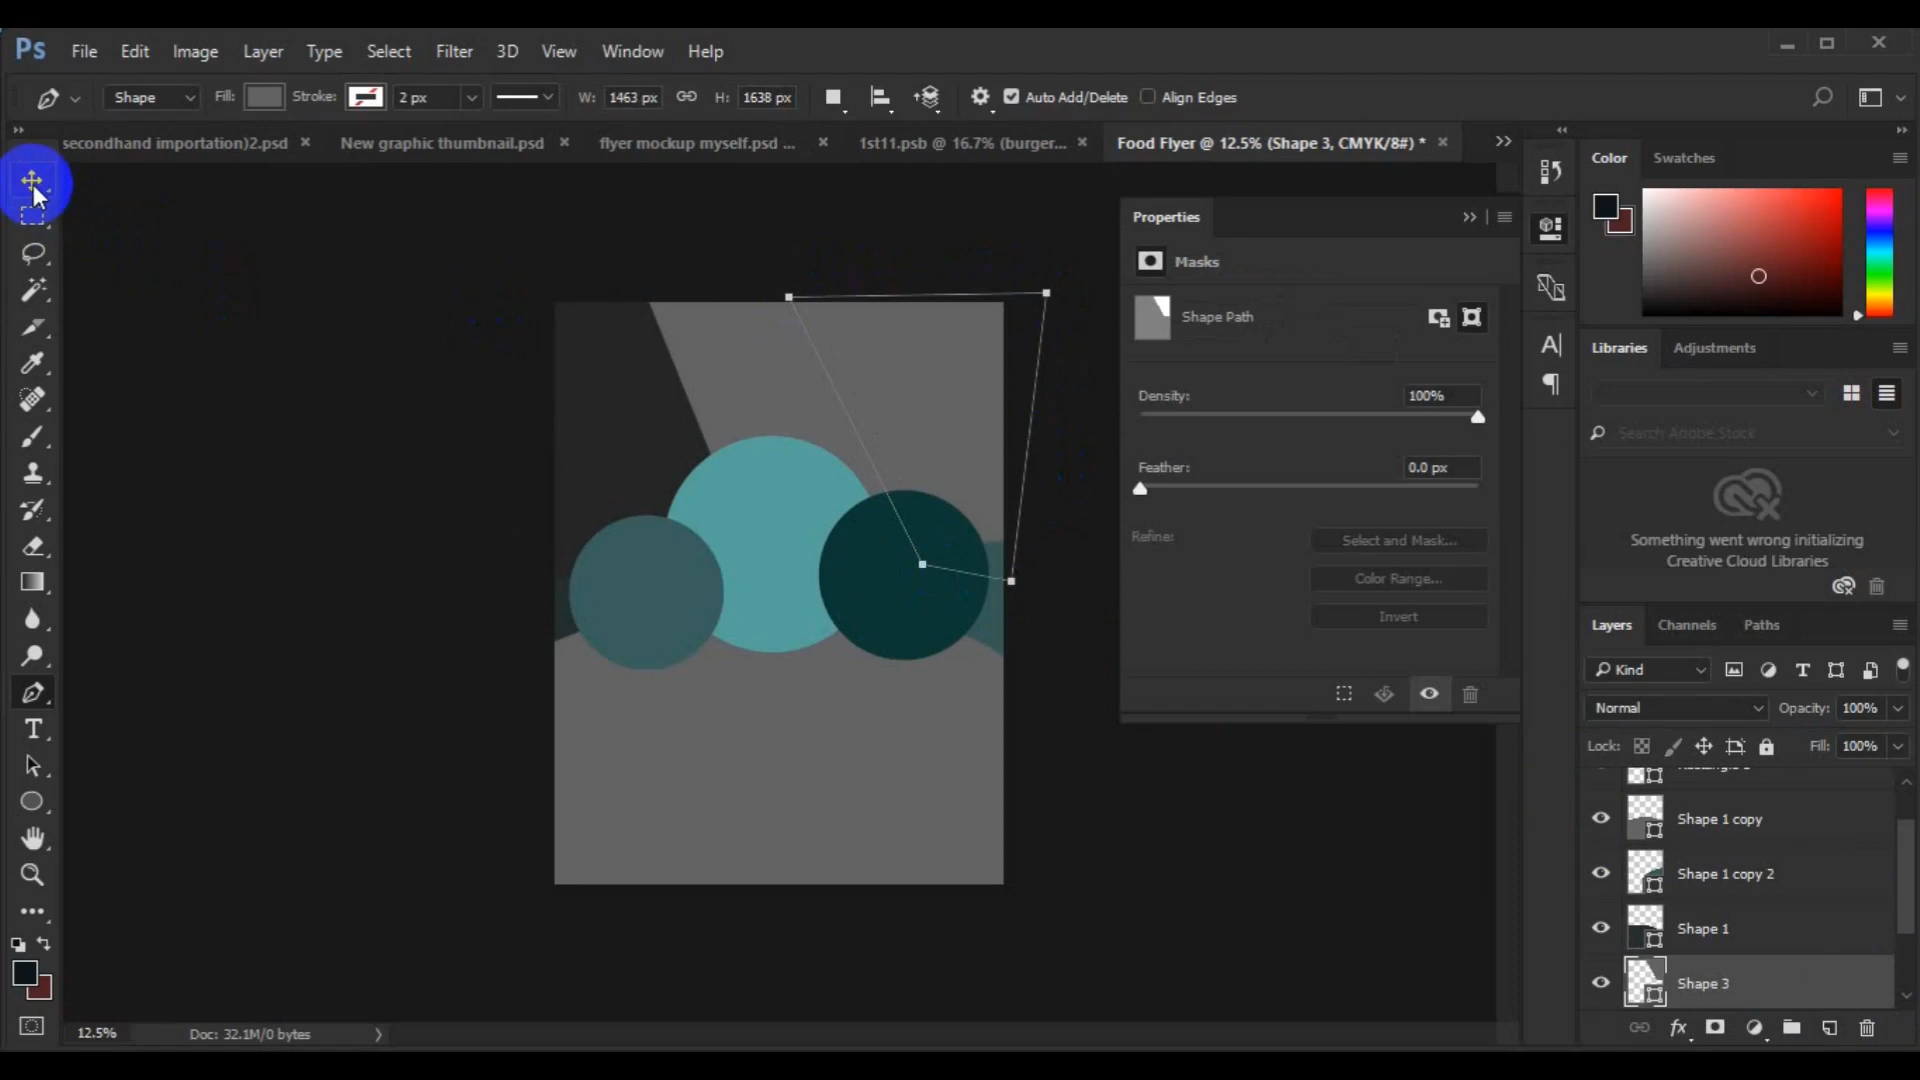 Ps File Edit Image Layer Type Select Filter 3D View Window Help
Shape Fill: Stroke: 2 px W: 1463 px H: 1638 px Auto Add/Delete Align Edges
secondhand importation)2.psd × New graphic thumbnail.psd × flyer mockup myself.psd ... × 1st11.psb @ 16.7% (burger... × Food Flyer @ 12.5% (Shape 3, CMYK/8#) * ×
Color Swatches
Properties
Masks
Shape Path
Density: 100%
Feather: 0.0 px
Refine: Select and Mask...
Color Range...
Invert
Libraries Adjustments
Search Adobe Stock
Something went wrong initializing
Creative Cloud Libraries
Layers Channels Paths
Kind
Normal Opacity: 100%
Lock: Fill: 100%
Shape 1 copy
Shape 1 copy 2
Shape 1
Shape 3
fx
12.5% Doc: 32.1M/0 bytes